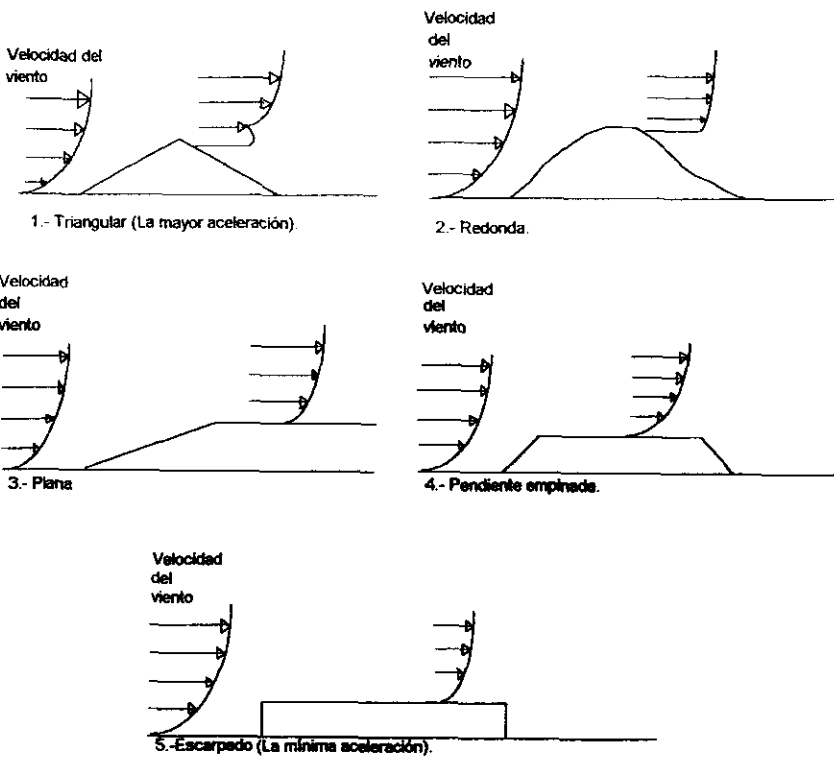 Velocidad del
viento
1.- Triangular (La mayor aceleración).
Velocidad
del
viento
2.- Redonda.
Velocidad
del
viento
3.- Plana
Velocidad
del
viento
4.- Pendiente empinada.
Velocidad
del
viento
5.-Escarpado (La mínima aceleración).